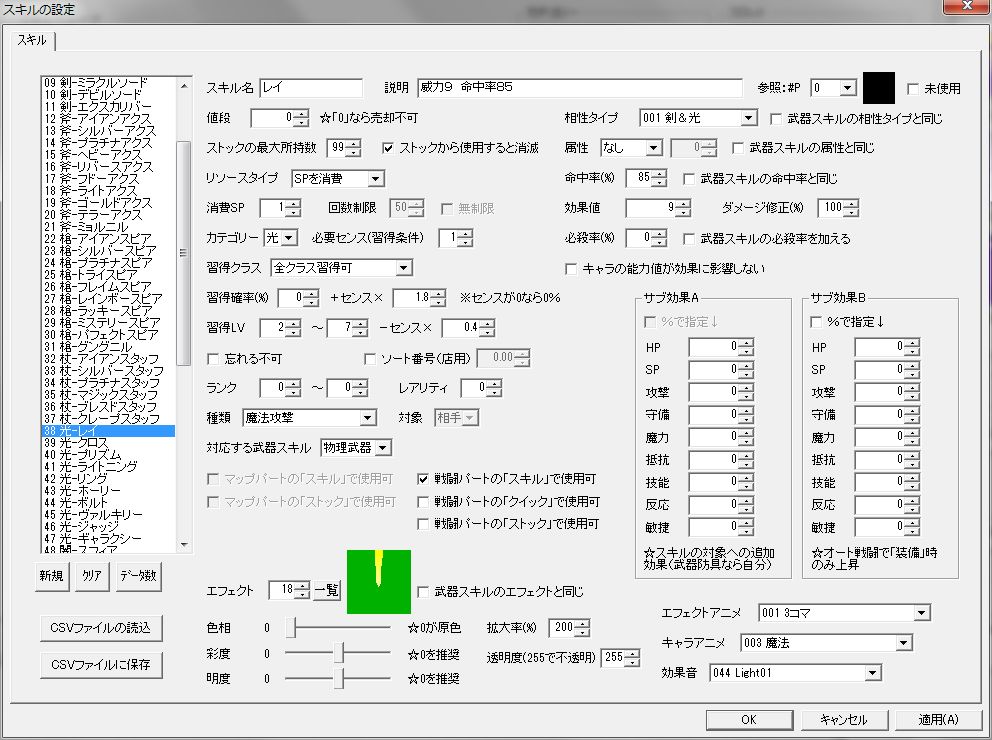 スキルの設定
スキル
09 剣-ミラクルソード
10 剣-デビルソード
11 剣-エクスカリバー
12 斧-アイアンアクス
13 斧-シルバーアクス
14 斧-プラチナアクス
15 斧-ヘビーアクス
16 斧-リバースアクス
17 斧-フドーアクス
18 斧-ライトアクス
19 斧-ゴールドアクス
20 斧-テラーアクス
21 斧-ミョルニル
22 槍-アイアンスピア
23 槍-シルバースピア
24 槍-プラチナスピア
25 槍-トライスピア
26 槍-フレイムスピア
27 槍-レインボースピア
28 槍-ラッキースピア
29 槍-ミステリースピア
30 槍-パーフェクトスピア
31 槍-グングニル
32 杖-アイアンスタッフ
33 杖-シルバースタッフ
34 杖-プラチナスタッフ
35 杖-マジックスタッフ
36 杖-ブレスドスタッフ
37 杖-クレープスタッフ
38 光-レイ
39 光-クロス
40 光-プリズム
41 光-ライトニング
42 光-リング
43 光-ホーリー
44 光-ボルト
45 光-ヴァルキリー
46 光-ジャッジ
47 光-ギャラクシー
48 闇-スフィア
新規 クリア データ数
CSVファイルの読込
CSVファイルに保存
スキル名 レイ 説明 威力9 命中率85 参照:#P 0 未使用
値段 0 ☆「0」なら売却不可
ストックの最大所持数 99 ストックから使用すると消滅
リソースタイプ SPを消費
消費SP 1 回数制限 50 無制限
カテゴリー 光 必要センス(習得条件) 1
習得クラス 全クラス習得可
習得確率(%) 0 +センス× 1.8 ※センスが0なら0%
習得LV 2 ～ 7 -センス× 0.4
忘れる不可 ソート番号(店用) 0.00
ランク 0 ～ 0 レアリティ 0
種類 魔法攻撃 対象 相手
対応する武器スキル 物理武器
マップパートの「スキル」で使用可 戦闘パートの「スキル」で使用可
マップパートの「ストック」で使用可 戦闘パートの「クイック」で使用可
戦闘パートの「ストック」で使用可
エフェクト 18 一覧 武器スキルのエフェクトと同じ
色相 0 ☆0が原色 拡大率(%) 200
彩度 0 ☆0を推奨 透明度(255で不透明) 255
明度 0 ☆0を推奨
相性タイプ 001 剣&光 武器スキルの相性タイプと同じ
属性 なし 0 武器スキルの属性と同じ
命中率(%) 85 武器スキルの命中率と同じ
効果値 9 ダメージ修正(%) 100
必殺率(%) 0 武器スキルの必殺率を加える
キャラの能力値が効果に影響しない
サブ効果A
%で指定↓
HP 0
SP 0
攻撃 0
守備 0
魔力 0
抵抗 0
技能 0
反応 0
敏捷 0
☆スキルの対象への追加
効果(武器防具なら自分)
サブ効果B
%で指定↓
HP 0
SP 0
攻撃 0
守備 0
魔力 0
抵抗 0
技能 0
反応 0
敏捷 0
☆オート戦闘で「装備」時
のみ上昇
エフェクトアニメ 001 3コマ
キャラアニメ 003 魔法
効果音 044 Light01
OK キャンセル 適用(A)